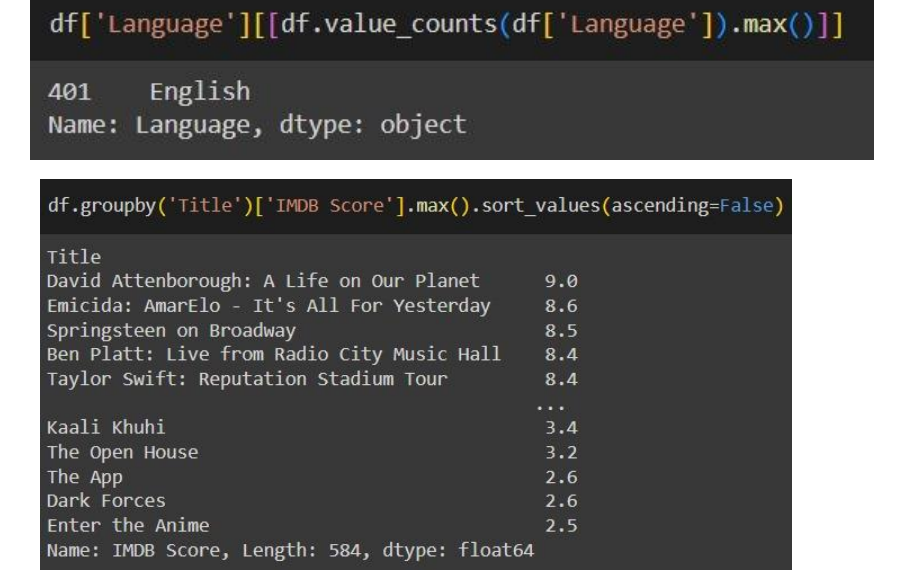 df['Language'][[df.value_counts(df['Language']).max()]]
401    English
Name: Language, dtype: object
df.groupby('Title')['IMDB Score'].max().sort_values(ascending=False)
Title
David Attenborough: A Life on Our Planet    9.0
Emicida: AmarElo - It's All For Yesterday    8.6
Springsteen on Broadway    8.5
Ben Platt: Live from Radio City Music Hall    8.4
Taylor Swift: Reputation Stadium Tour    8.4
...
Kaali Khuhi    3.4
The Open House    3.2
The App    2.6
Dark Forces    2.6
Enter the Anime    2.5
Name: IMDB Score, Length: 584, dtype: float64